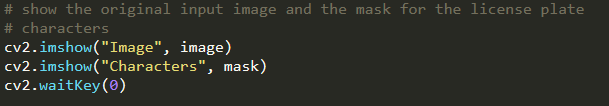 # show the original input image and the mask for the license plate
# characters
cv2.imshow("Image", image)
cv2.imshow("Characters", mask)
cv2.waitKey(0)